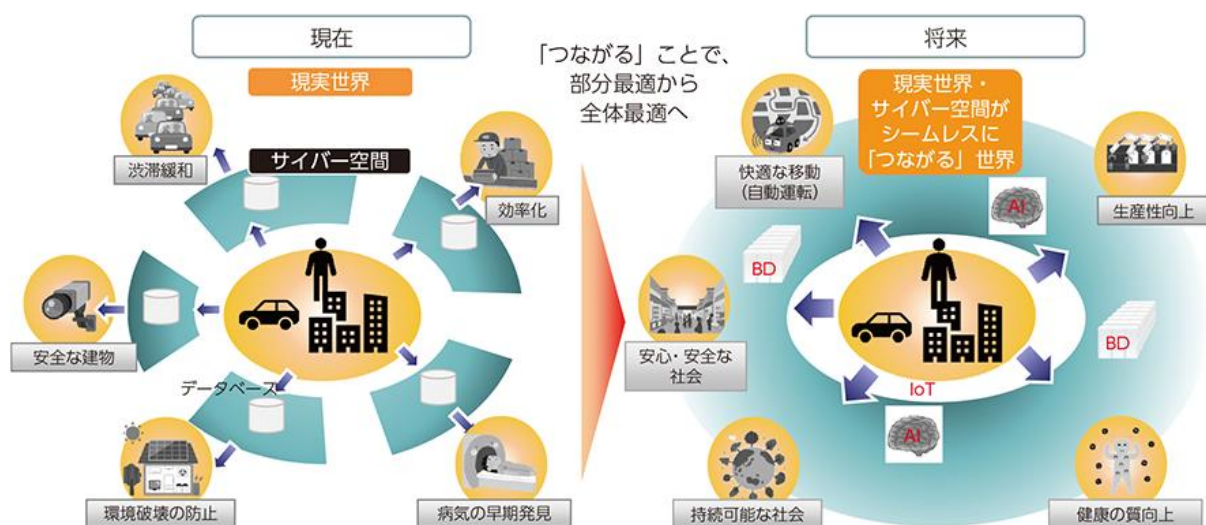 現在
現実世界
サイバー空間
渋滞緩和
効率化
安全な建物
データベース
環境破壊の防止
病気の早期発見
「つながる」ことで、
部分最適から
全体最適へ
将来
現実世界・
サイバー空間が
シームレスに
「つながる」世界
快適な移動
(自動運転)
AI
生産性向上
BD
安心・安全な
社会
BD
IoT
AI
持続可能な社会
健康の質向上